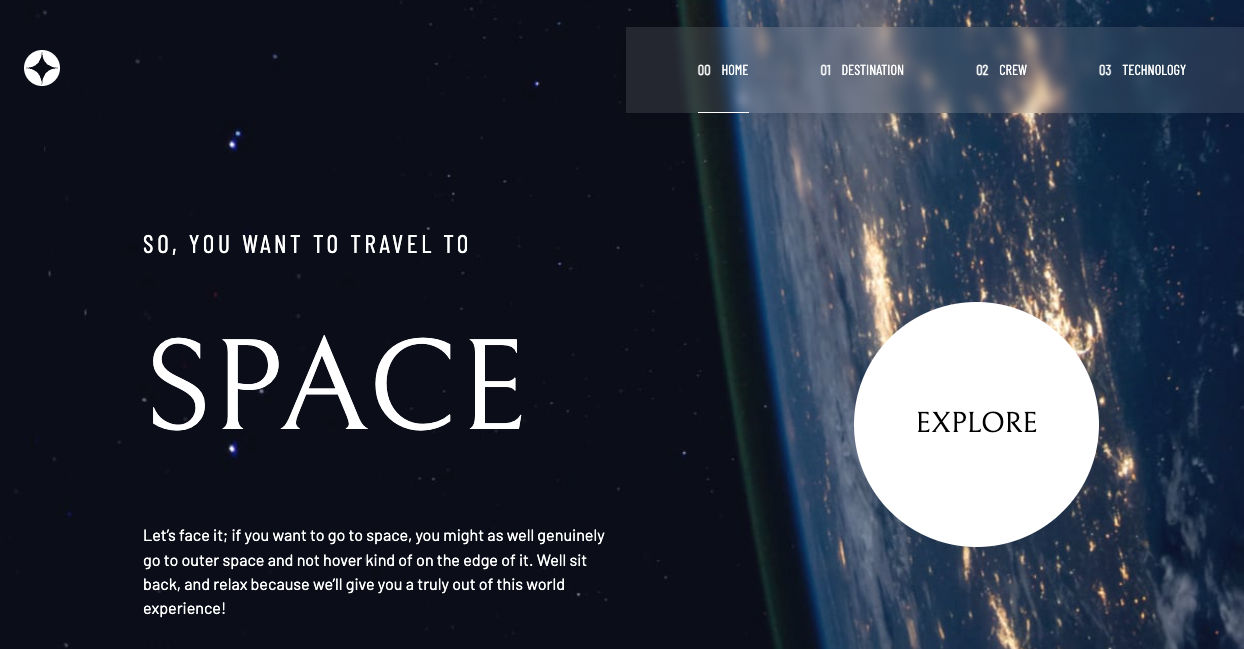 00 HOME 01 DESTINATION 02 CREW 03 TECHNOLOGY
SO, YOU WANT TO TRAVEL TO
SPACE
EXPLORE
Let’s face it; if you want to go to space, you might as well genuinely
go to outer space and not hover kind of on the edge of it. Well sit
back, and relax because we’ll give you a truly out of this world
experience!